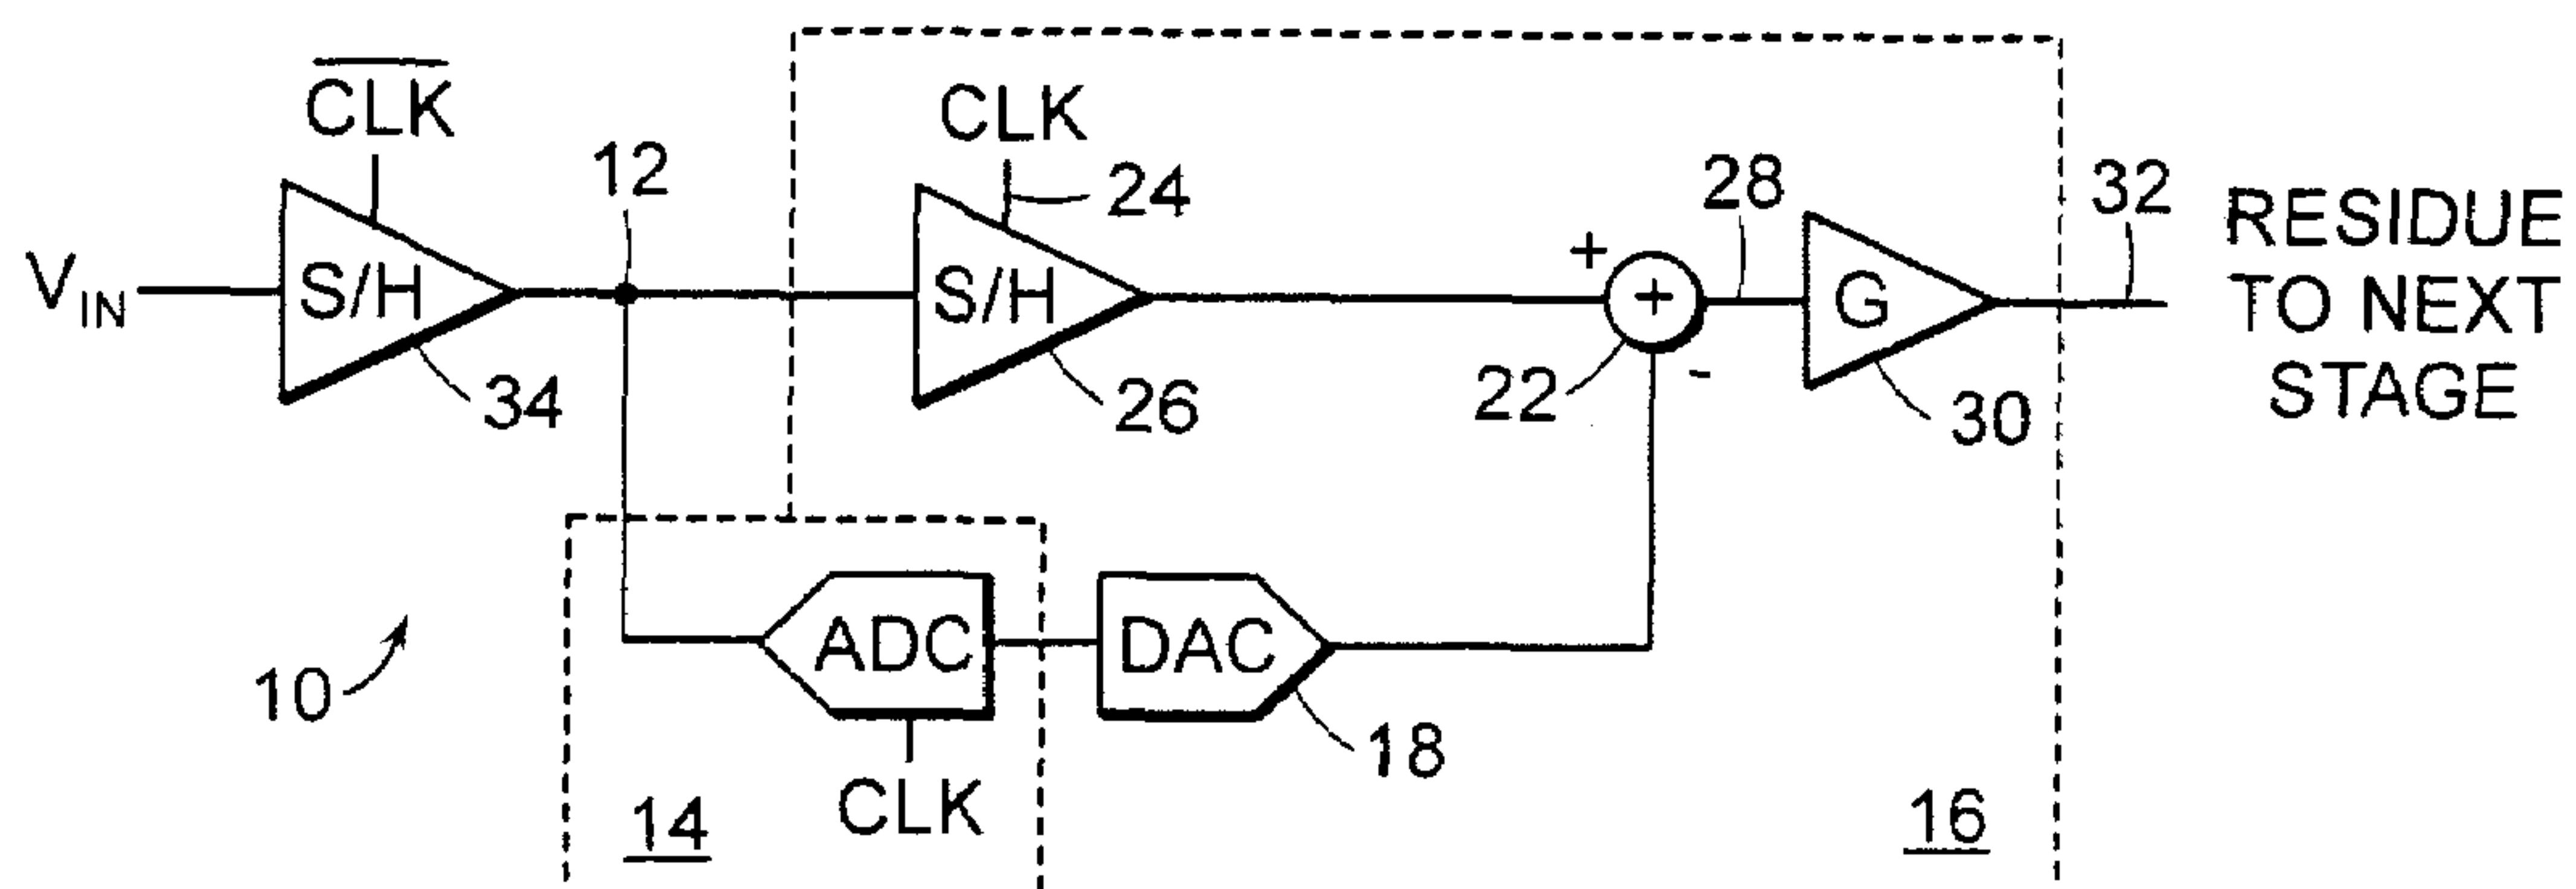 CLK
CLK
12
24
28
32
RESIDUE
TO NEXT
STAGE
V_IN
S/H
S/H
+
+
G
34
26
22
-
30
ADC
DAC
10
18
CLK
14
16